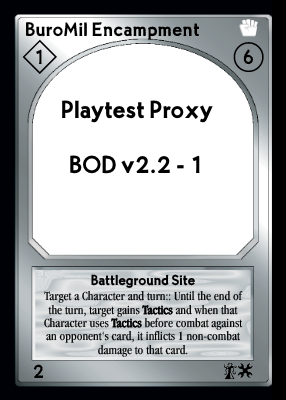 BuroMil Encampment
1
6
Playtest Proxy
BOD v2.2 - 1
Battleground Site
Target a Character and turn:: Until the end of
the turn, target gains Tactics and when that
Character uses Tactics before combat against
an opponent's card, it inflicts 1 non-combat
damage to that card.
2